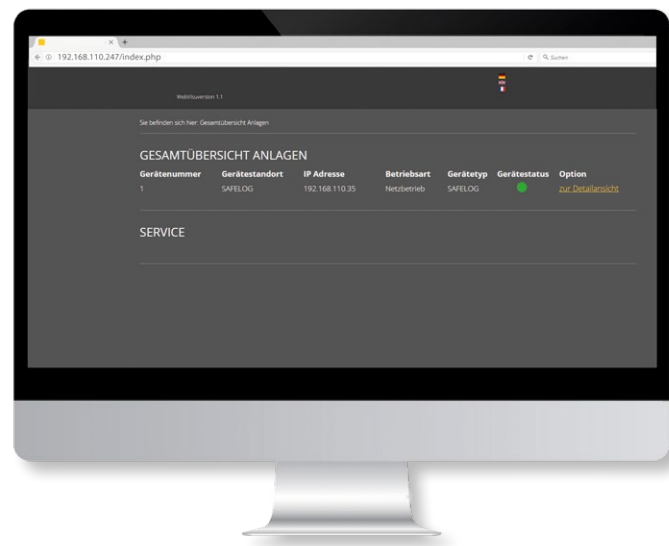 192.168.110.247/index.php
Suchen
WebVisuversion 1.1
Sie befinden sich hier: Gesamtübersicht Anlagen
GESAMTÜBERSICHT ANLAGEN
Gerätenummer Gerätestandort IP Adresse Betriebsart Gerätetyp Gerätestatus Option
1 SAFELOG 192.168.110.35 Netzbetrieb SAFELOG zur Detailansicht
SERVICE